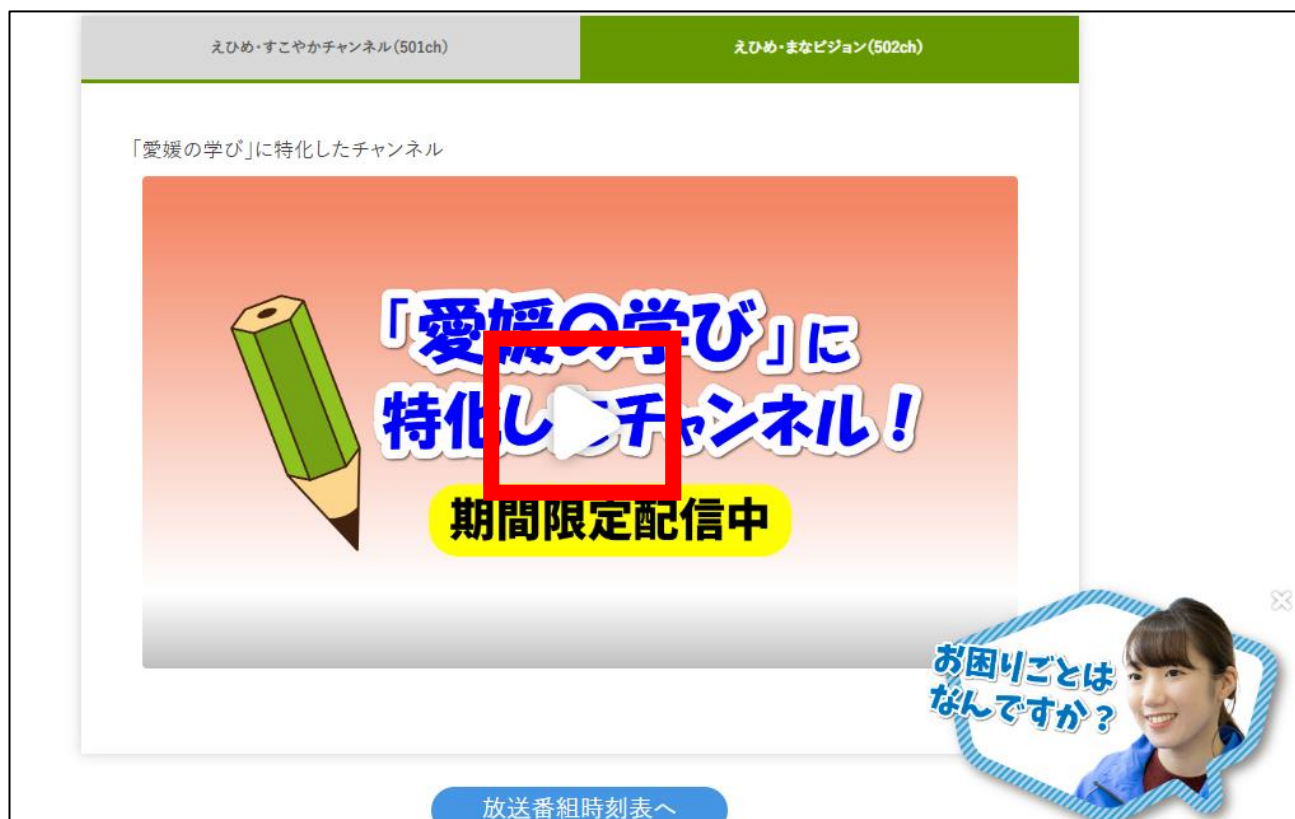 えひめ・すこやかチャンネル(501ch)
えひめ・まなビジョン(502ch)
「愛媛の学び」に特化したチャンネル
「愛媛の学び」に
特化したチャンネル！
期間限定配信中
お困りごとは
なんですか？
放送番組時刻表へ